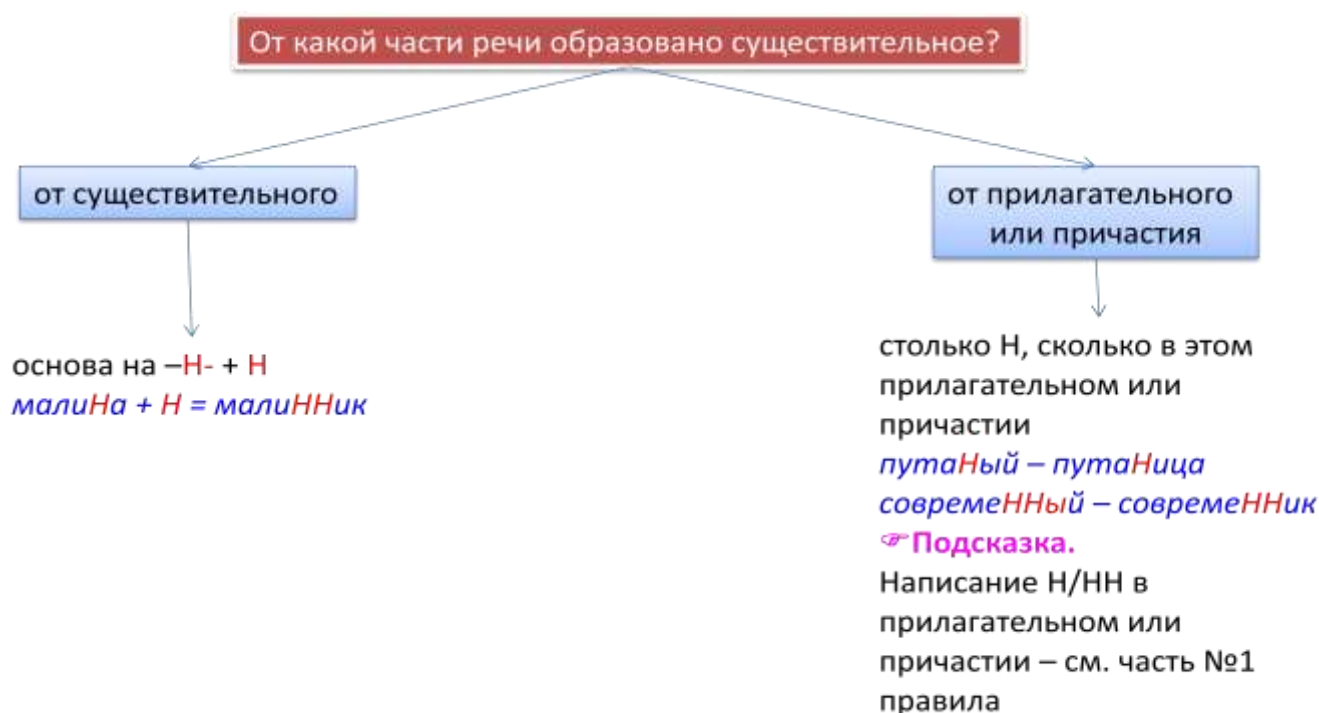 От какой части речи образовано существительное?
от существительного
основа на –Н- + Н
малиНа + Н = малиННик
от прилагательного
или причастия
столько Н, сколько в этом
прилагательном или
причастии
путаНый – путаНица
совремеННый – совремеННик
☞Подсказка.
Написание Н/НН в
прилагательном или
причастии – см. часть №1
правила